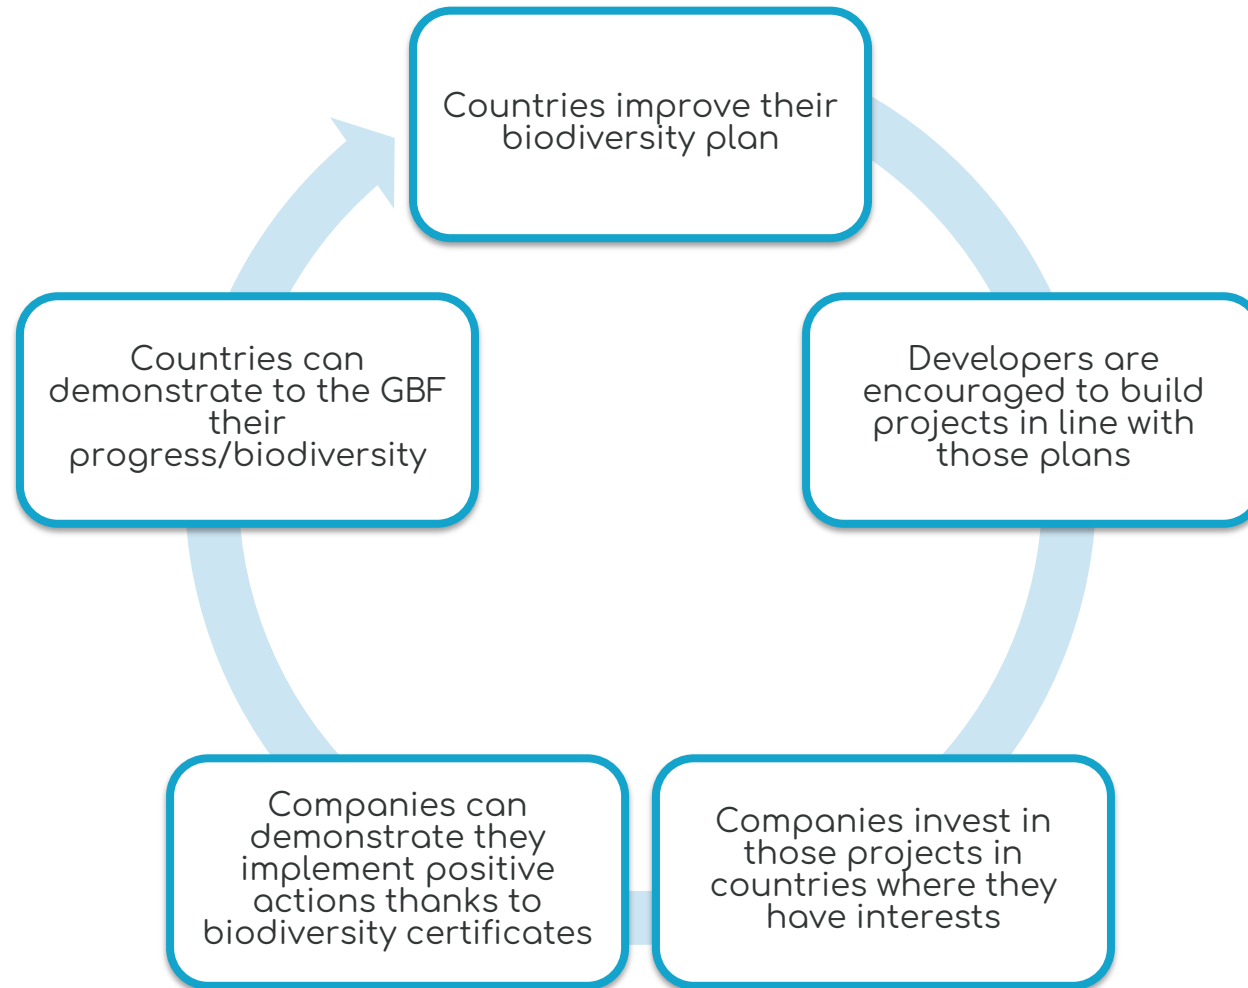 Countries improve their
biodiversity plan
Developers are
encouraged to build
projects in line with
those plans
Companies invest in
those projects in
countries where they
have interests
Companies can
demonstrate they
implement positive
actions thanks to
biodiversity certificates
Countries can
demonstrate to the GBF
their
progress/biodiversity